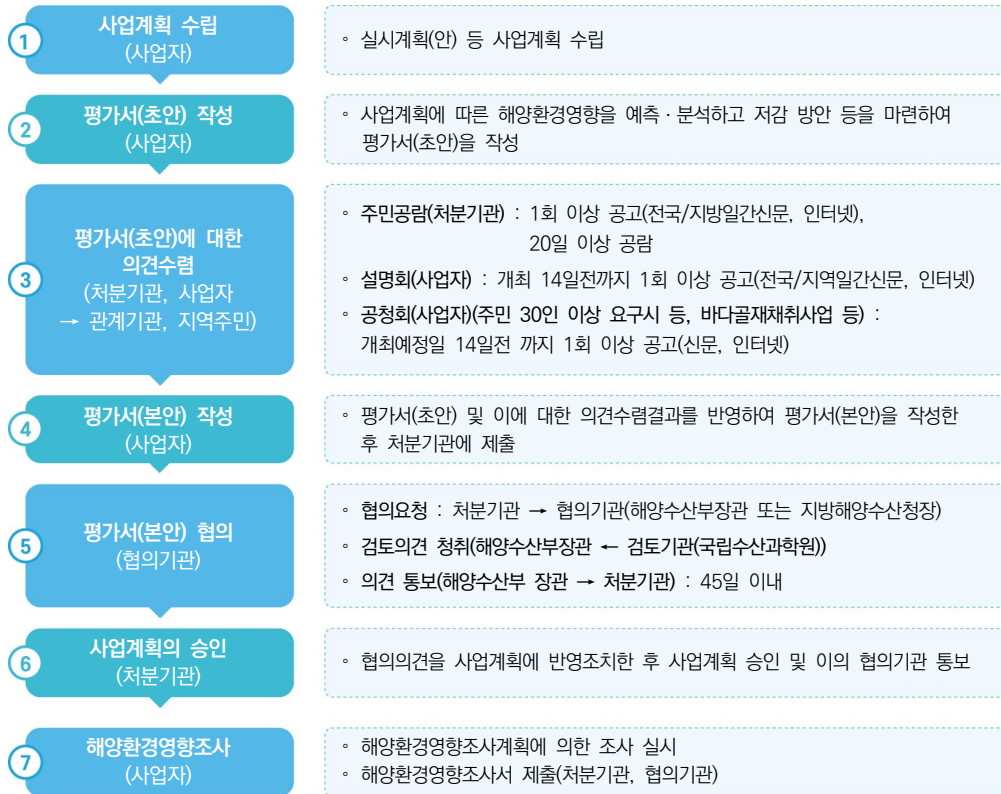 1
사업계획 수립
(사업자)
◦ 실시계획(안) 등 사업계획 수립
2
평가서(초안) 작성
(사업자)
◦ 사업계획에 따른 해양환경영향을 예측·분석하고 저감 방안 등을 마련하여
평가서(초안)을 작성
3
평가서(초안)에 대한
의견수렴
(처분기관, 사업자
→ 관계기관, 지역주민)
◦ 주민공람(처분기관) : 1회 이상 공고(전국/지방일간신문, 인터넷),
20일 이상 공람
◦ 설명회(사업자) : 개최 14일전까지 1회 이상 공고(전국/지역일간신문, 인터넷)
◦ 공청회(사업자)(주민 30인 이상 요구시 등, 바다골재채취사업 등) :
개최예정일 14일전 까지 1회 이상 공고(신문, 인터넷)
4
평가서(본안) 작성
(사업자)
◦ 평가서(초안) 및 이에 대한 의견수렴결과를 반영하여 평가서(본안)을 작성한
후 처분기관에 제출
5
평가서(본안) 협의
(협의기관)
◦ 협의요청 : 처분기관 → 협의기관(해양수산부장관 또는 지방해양수산청장)
◦ 검토의견 청취(해양수산부장관 ← 검토기관(국립수산과학원))
◦ 의견 통보(해양수산부 장관 → 처분기관) : 45일 이내
6
사업계획의 승인
(처분기관)
◦ 협의의견을 사업계획에 반영조치한 후 사업계획 승인 및 이의 협의기관 통보
7
해양환경영향조사
(사업자)
◦ 해양환경영향조사계획에 의한 조사 실시
◦ 해양환경영향조사서 제출(처분기관, 협의기관)